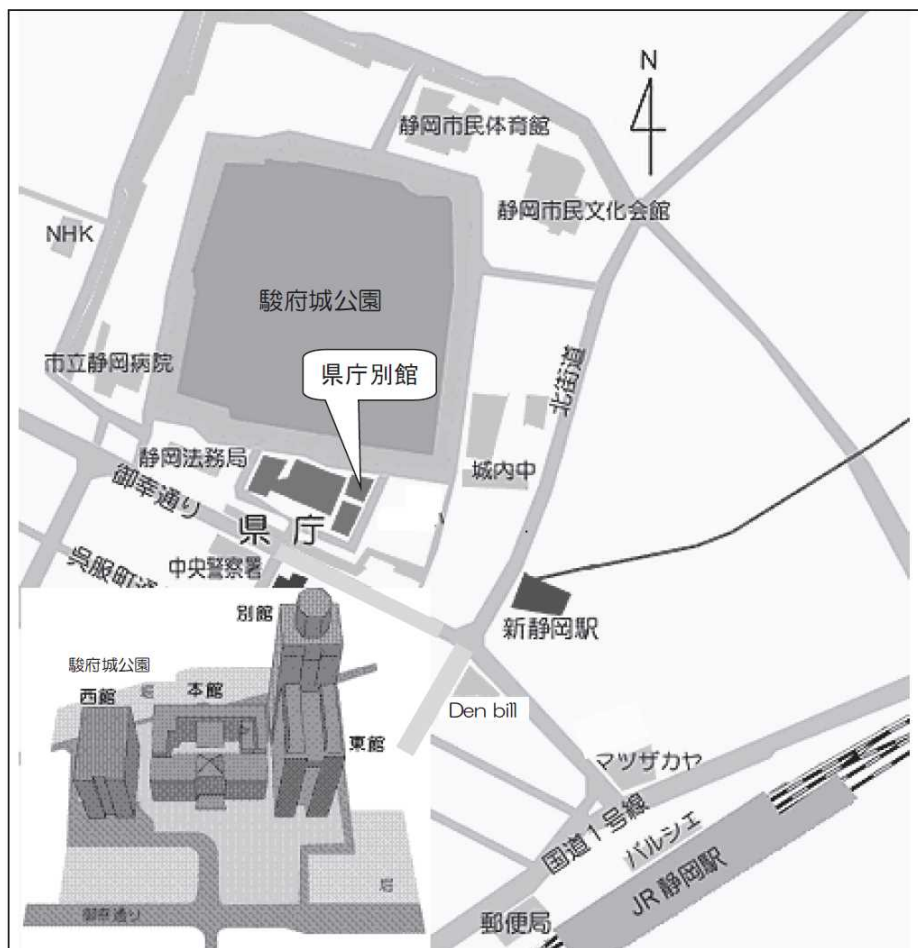 N
静岡市民体育館
静岡市民文化会館
NHK
駿府城公園
市立静岡病院
県庁別館
北街道
静岡法務局
城内中
御幸通り
県庁
中央警察署
呉服町通
新静岡駅
別館
駿府城公園
堀
西館
本館
東館
堀
御幸通り
Den bill
マツザカヤ
国道1号線
パルシェ
JR 静岡駅
郵便局